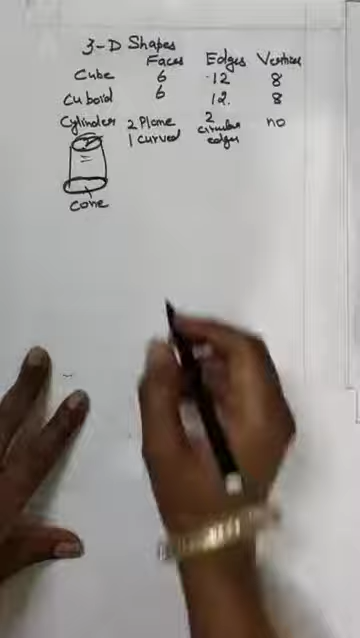 3-D Shapes
Faces Edges Vertices
Cube 6 12 8
Cuboid 6 12. 8
Cylinder 2 Plane 2 no
1 curved circular
edges
cone